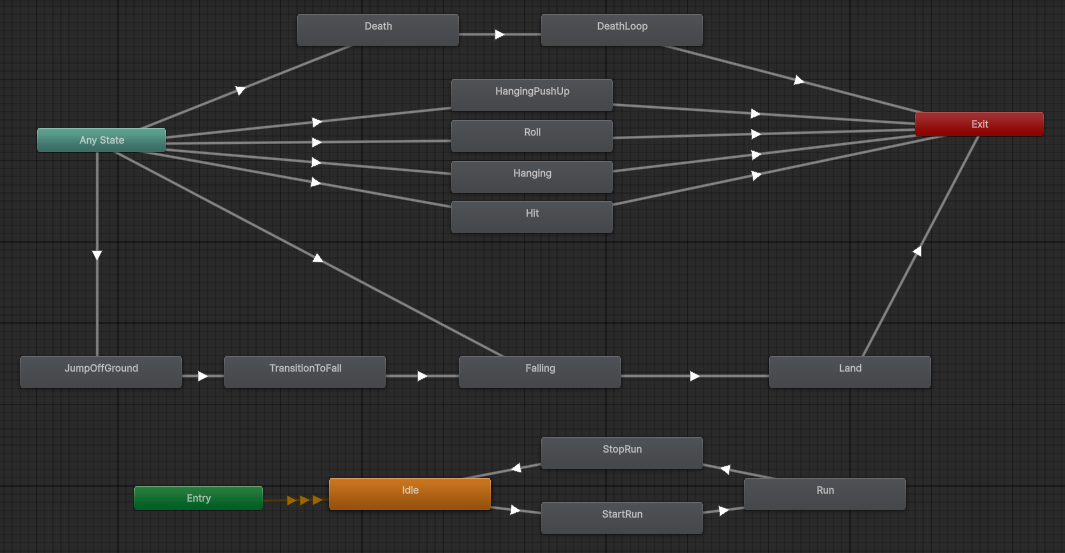 Death
DeathLoop
HangingPushUp
Exit
Any State
Roll
Hanging
Hit
JumpOffGround
TransitionToFall
Falling
Land
StopRun
Idle
Run
Entry
StartRun